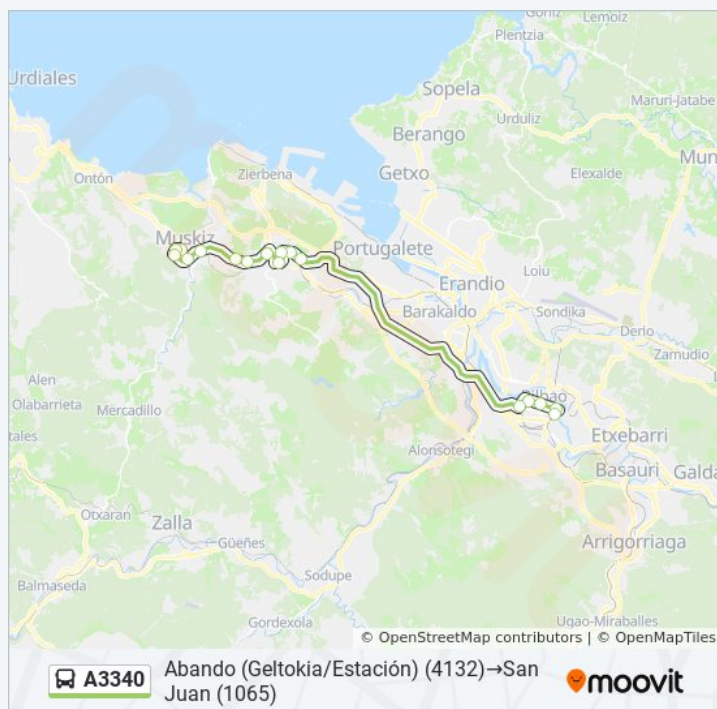 Gorliz
Lemoiz
Plentzia
Urdiales
Sopela
Urduliz
Maruri-Jatabe
Berango
Mun
Zierbena
Ontón
Getxo
Elexalde
Muskiz
Portugalete
Loiu
Erandio
Sondika
Barakaldo
Derio
Zamudio
Alen
Bilbao
Olabarrieta
Mercadillo
Etxebarri
tales
Alonsotegi
Basauri
Galda
Otxaran
Zalla
Güeñes
Arrigorriaga
Sodupe
Balmaseda
Gordexola
Ugao-Miraballes
© OpenStreetMap contributors | © OpenMapTiles
A3340
Abando (Geltokia/Estación) (4132)→San
Juan (1065)
moovit